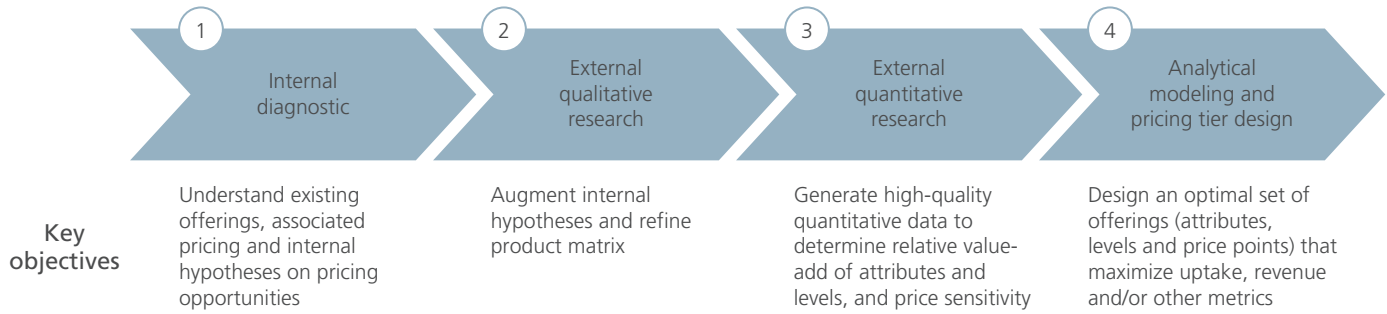 1
Internal
diagnostic
2
External
qualitative
research
3
External
quantitative
research
4
Analytical
modeling and
pricing tier design
Key
objectives
Understand existing
offerings, associated
pricing and internal
hypotheses on pricing
opportunities
Augment internal
hypotheses and refine
product matrix
Generate high-quality
quantitative data to
determine relative value-
add of attributes and
levels, and price sensitivity
Design an optimal set of
offerings (attributes,
levels and price points) that
maximize uptake, revenue
and/or other metrics